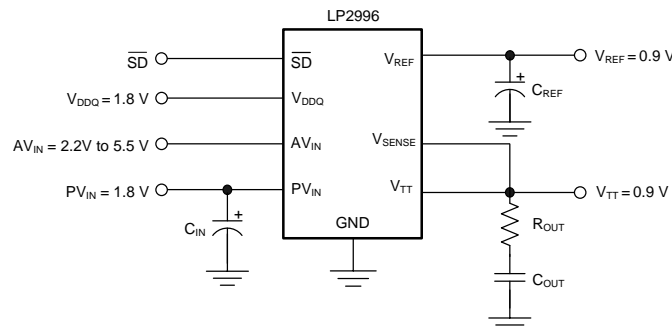 LP2996
SD
SD
VREF
VREF = 0.9 V
VDDQ = 1.8 V
VDDQ
CREF
AVIN = 2.2V to 5.5 V
AVIN
VSENSE
PVIN = 1.8 V
PVIN
VTT
VTT = 0.9 V
CIN
GND
ROUT
COUT